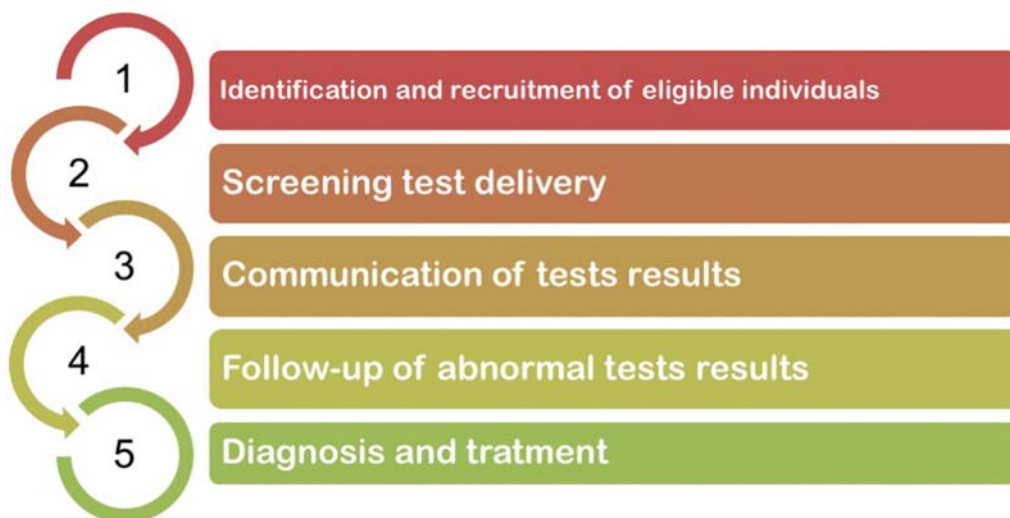 1
Identification and recruitment of eligible individuals
2
Screening test delivery
3
Communication of tests results
4
Follow-up of abnormal tests results
5
Diagnosis and tratment